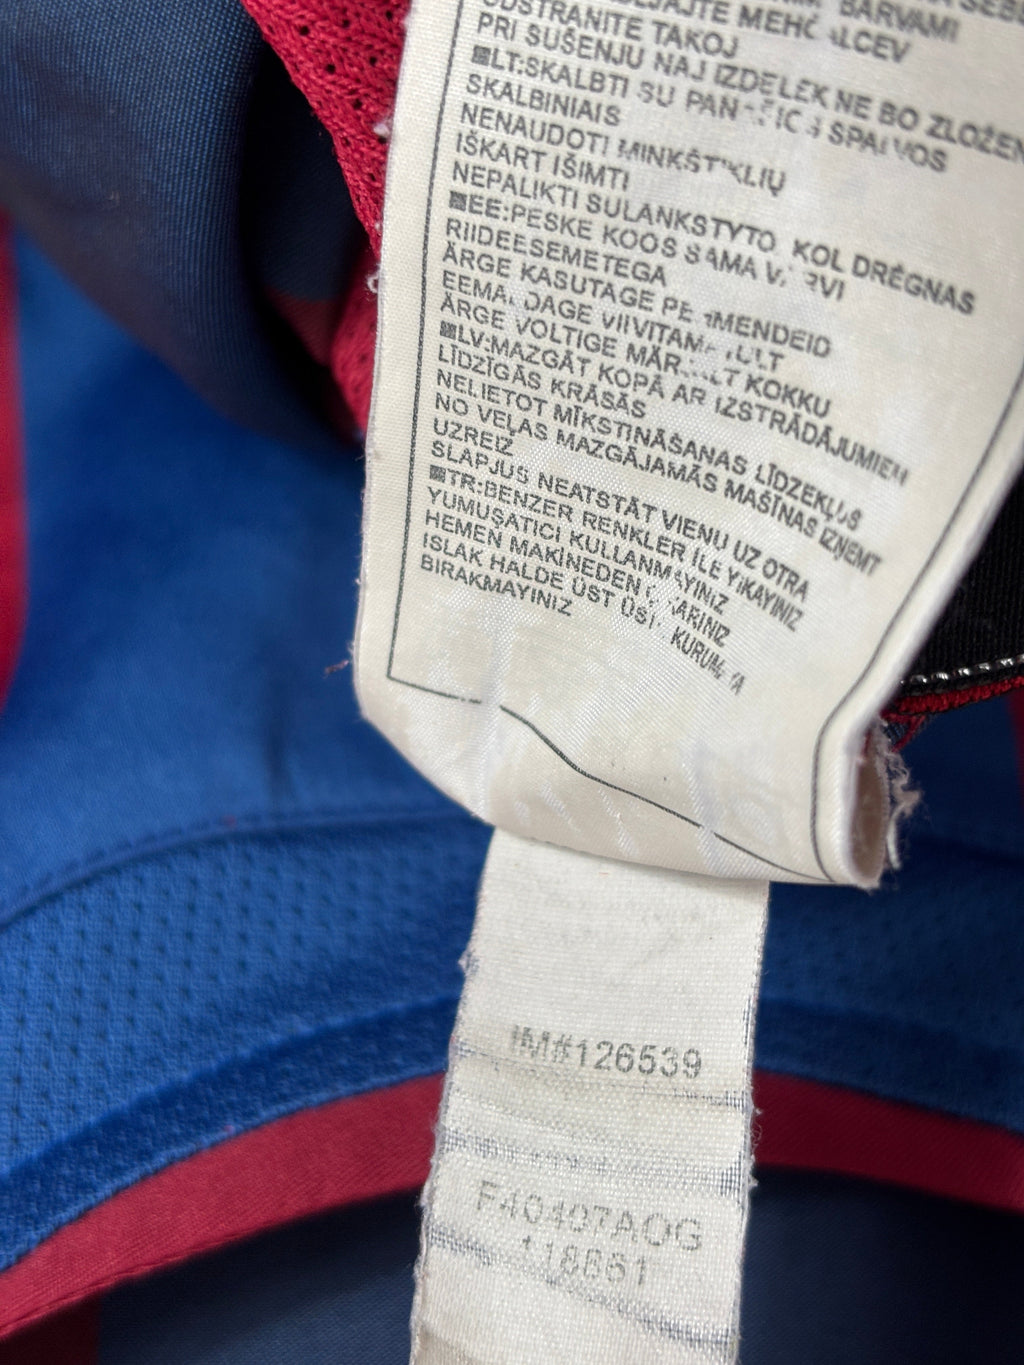 BARVAMI
ODSTRANITE TAKOJ
PRI SUŠENJU NAJ IZDELEK NE BO ZLOŽEN
LT:SKALBTI SU SPALVOS
SKALBINIAIS
NENAUDOTI MINKŠTIKLIŲ
IŠKART IŠIMTI
NEPALIKTI SULANKSTYTO KOL DRĖGNAS
EE:PESKE KOOS SAMA VÄRVI
RIIDEESEMETEGA
ÄRGE KASUTAGE PEHMENDEID
EEMALDAGE VIIVITAMATULT
ÄRGE VOLTIGE MÄRJALT KOKKU
LV:MAZGĀT KOPĀ AR IZSTRĀDĀJUMIEM
LĪDZĪGĀS KRĀSĀS
NELIETOT MĪKSTINĀŠANAS LĪDZEKĻUS
NO VEĻAS MAZGĀJAMĀS MAŠĪNAS IZŅEMT
UZREIZ
SLAPJUS NEATSTĀT VIENU UZ OTRA
TR:BENZER RENKLER ILE YIKAYINIZ
YUMUŞATICI KULLANMAYINIZ
HEMEN MAKİNEDEN ÇIKARINIZ
ISLAK HALDE ÜST ÜSTE KURUMAYA
BIRAKMAYINIZ
IM#126539
F40407AOG
118861